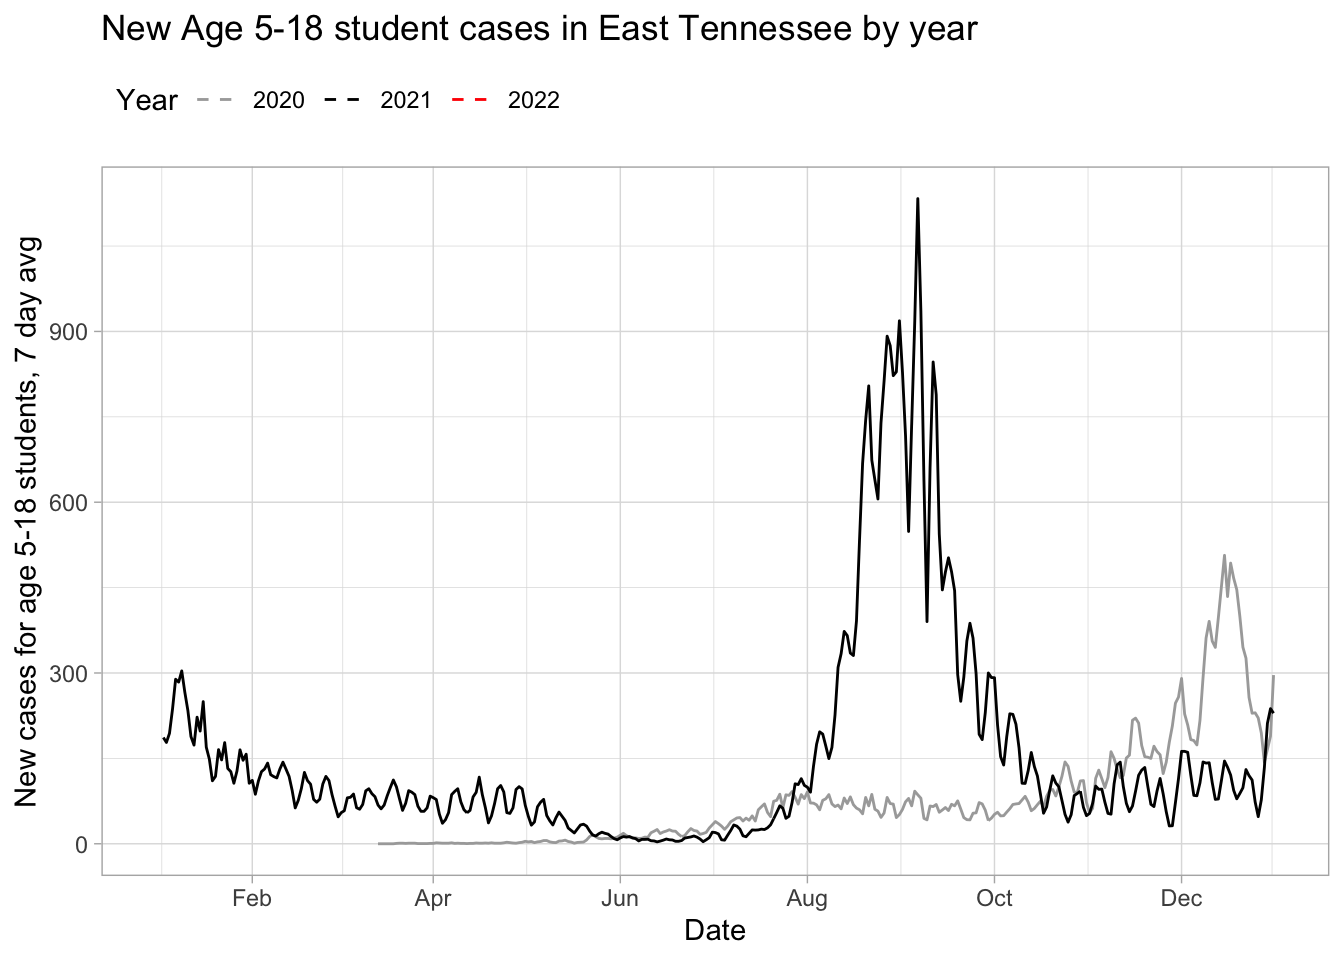 New Age 5-18 student cases in East Tennessee by year
Year 2020 2021 2022
New cases for age 5-18 students, 7 day avg
900
600
300
0
Feb Apr Jun Aug Oct Dec
Date